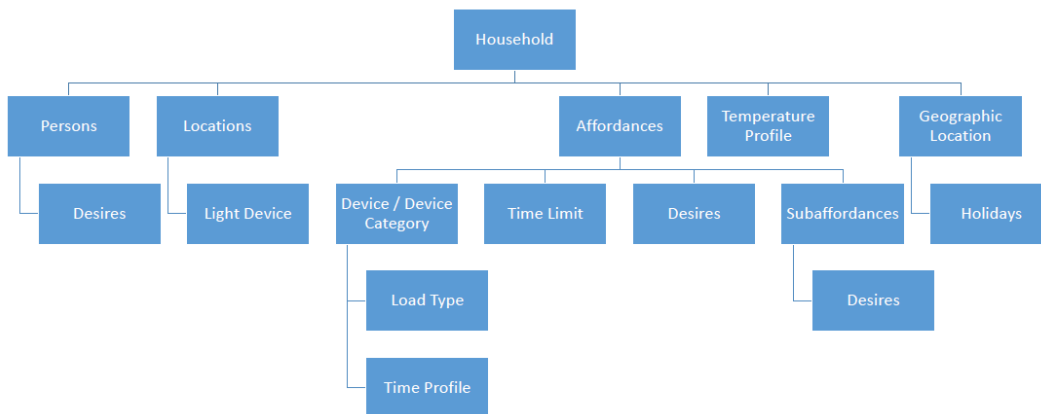 Household
Persons
Locations
Affordances
Temperature
Profile
Geographic
Location
Desires
Light Device
Device / Device
Category
Time Limit
Desires
Subaffordances
Holidays
Load Type
Desires
Time Profile